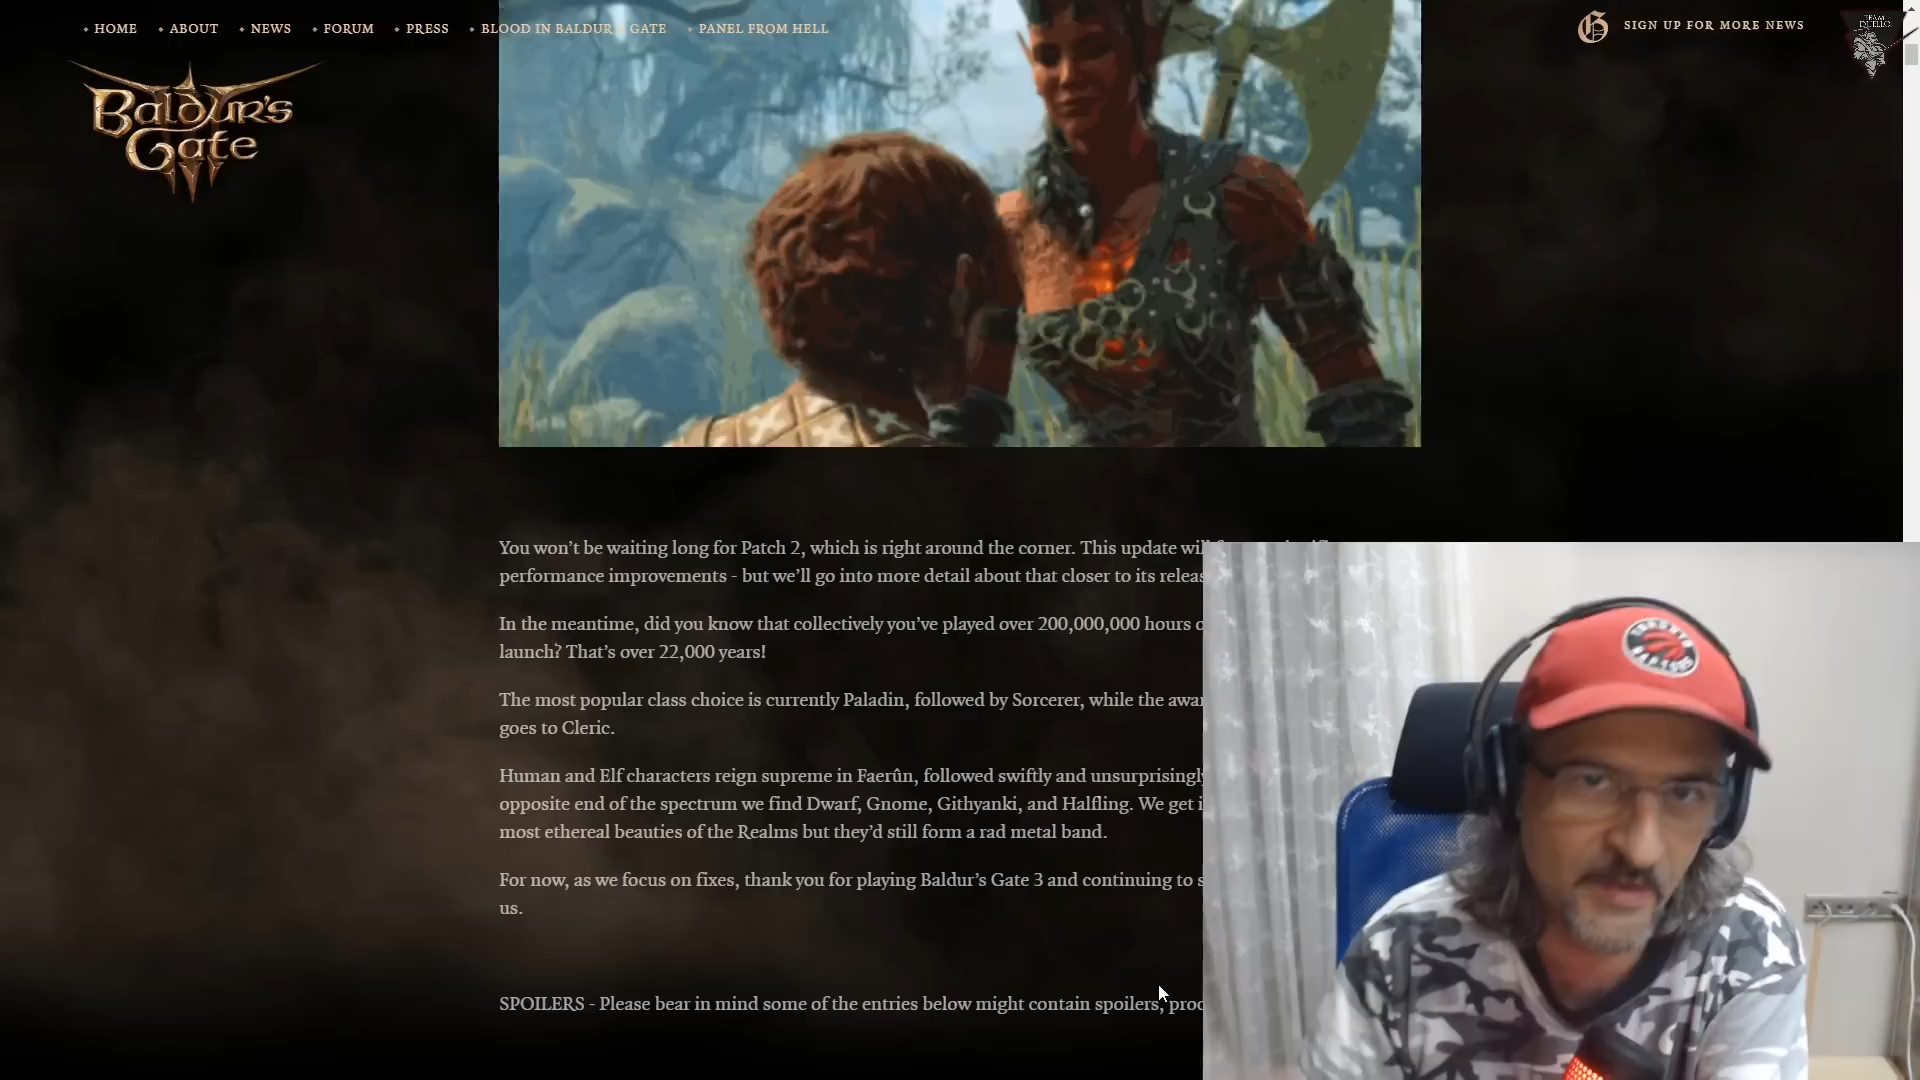 HOME
ABOUT
NEWS
FORUM
PRESS
BLOOD IN BALDUR'S GATE
PANEL FROM HELL
SIGN UP FOR MORE NEWS
TEAM
Baldur's
Gate
You won't be waiting long for Patch 2, which is right around the corner. This update will
performance improvements - but we'll go into more detail about that closer to its
In the meantime, did you know that collectively you've played over 200,000,000 hours
launch? That's over 22,000 years!
The most popular class choice is currently Paladin, followed by Sorcerer, while the
goes to Cleric.
Human and Elf characters reign supreme in Faerûn, followed swiftly and unsurprisingly
opposite end of the spectrum we find Dwarf, Gnome, Githyanki, and Halfling. We get
most ethereal beauties of the Realms but they'd still form a rad metal band.
For now, as we focus on fixes, thank you for playing Baldur's Gate 3 and continuing to
us.
SPOILERS - Please bear in mind some of the entries below might contain spoilers,
TORONTO
RAPTORS